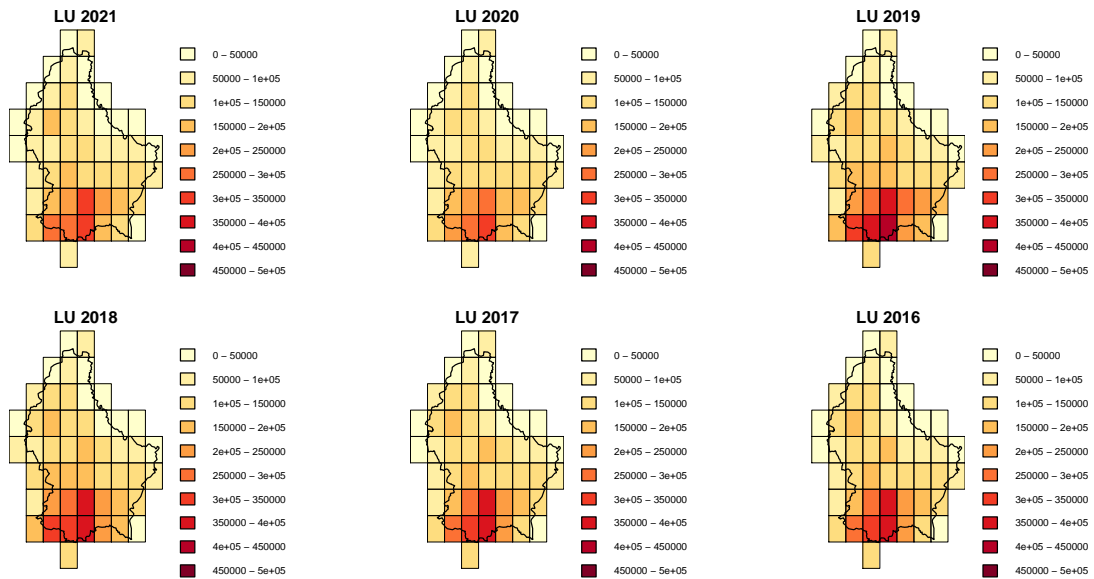 LU 2021
0 − 50000
50000 − 1e+05
1e+05 − 150000
150000 − 2e+05
2e+05 − 250000
250000 − 3e+05
3e+05 − 350000
350000 − 4e+05
4e+05 − 450000
450000 − 5e+05
LU 2020
0 − 50000
50000 − 1e+05
1e+05 − 150000
150000 − 2e+05
2e+05 − 250000
250000 − 3e+05
3e+05 − 350000
350000 − 4e+05
4e+05 − 450000
450000 − 5e+05
LU 2019
0 − 50000
50000 − 1e+05
1e+05 − 150000
150000 − 2e+05
2e+05 − 250000
250000 − 3e+05
3e+05 − 350000
350000 − 4e+05
4e+05 − 450000
450000 − 5e+05
LU 2018
0 − 50000
50000 − 1e+05
1e+05 − 150000
150000 − 2e+05
2e+05 − 250000
250000 − 3e+05
3e+05 − 350000
350000 − 4e+05
4e+05 − 450000
450000 − 5e+05
LU 2017
0 − 50000
50000 − 1e+05
1e+05 − 150000
150000 − 2e+05
2e+05 − 250000
250000 − 3e+05
3e+05 − 350000
350000 − 4e+05
4e+05 − 450000
450000 − 5e+05
LU 2016
0 − 50000
50000 − 1e+05
1e+05 − 150000
150000 − 2e+05
2e+05 − 250000
250000 − 3e+05
3e+05 − 350000
350000 − 4e+05
4e+05 − 450000
450000 − 5e+05